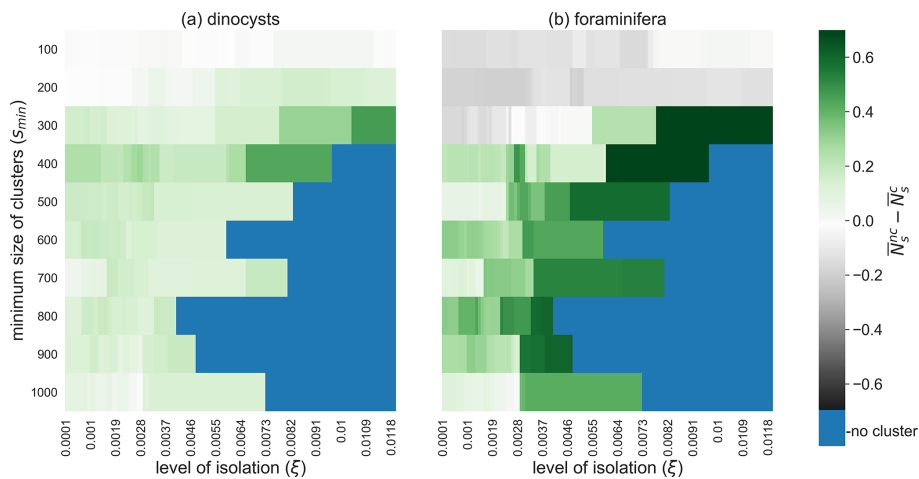 (a) dinocysts
(b) foraminifera
minimum size of clusters (s_min)
100
200
300
400
500
600
700
800
900
1000
0.0001 0.001 0.0019 0.0028 0.0037 0.0046 0.0055 0.0064 0.0073 0.0082 0.0091 0.01 0.0109 0.0118
level of isolation (ξ)
0.0001 0.001 0.0019 0.0028 0.0037 0.0046 0.0055 0.0064 0.0073 0.0082 0.0091 0.01 0.0109 0.0118
level of isolation (ξ)
0.6
0.4
0.2
0.0
−0.2
−0.4
−0.6
-no cluster
N̅_s^nc − N̅_s^c